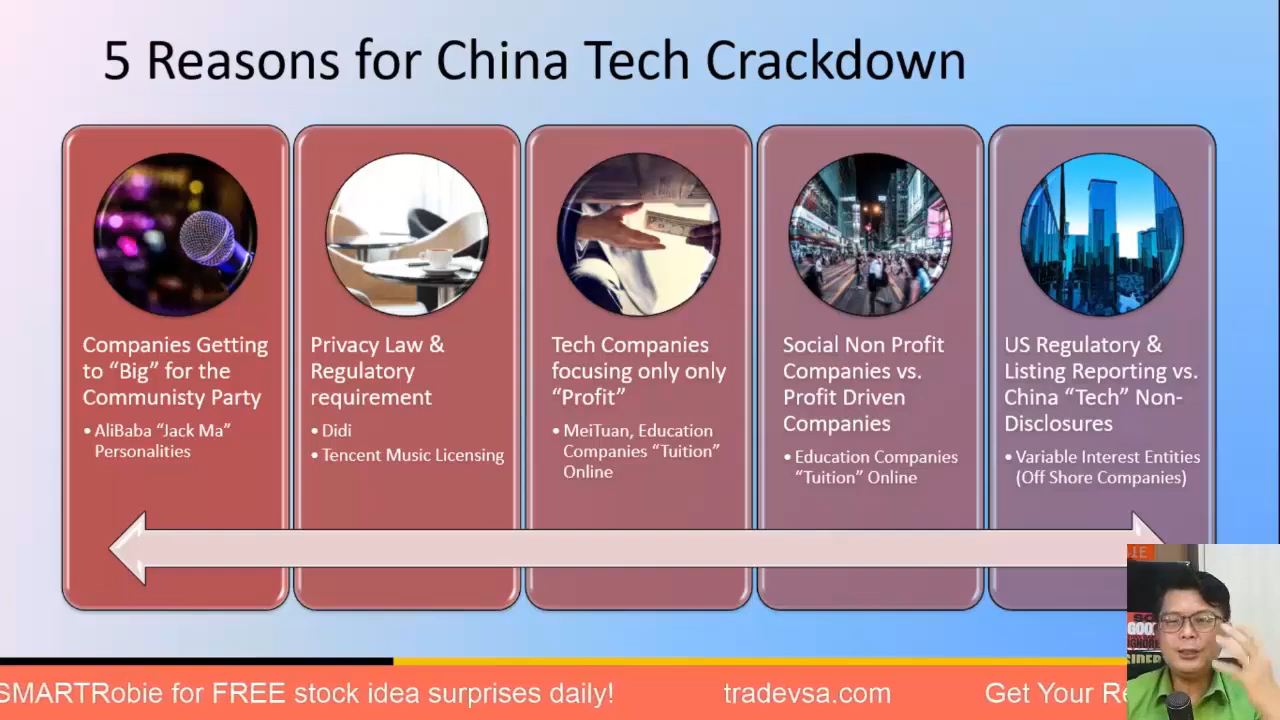 5 Reasons for China Tech Crackdown
Companies Getting
to “Big” for the
Communisty Party
• AliBaba “Jack Ma”
Personalities
Privacy Law &
Regulatory
requirement
• Didi
• Tencent Music Licensing
Tech Companies
focusing only only
“Profit”
• MeiTuan, Education
Companies “Tuition”
Online
Social Non Profit
Companies vs.
Profit Driven
Companies
• Education Companies
“Tuition” Online
US Regulatory &
Listing Reporting vs.
China “Tech” Non-
Disclosures
• Variable Interest Entities
(Off Shore Companies)
SMARTRobie for FREE stock idea surprises daily!
tradevsa.com
Get Your